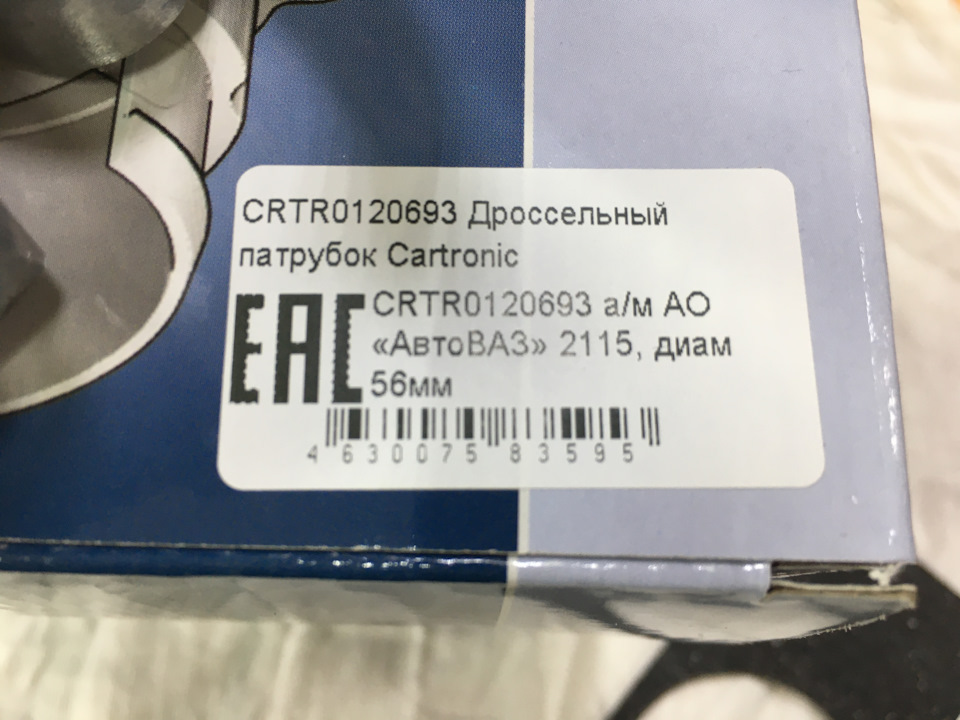 CRTR0120693 Дроссельный
патрубок Cartronic
EAC
CRTR0120693 а/м АО
«АвтоВАЗ» 2115, диам
56мм
4 630075 83595